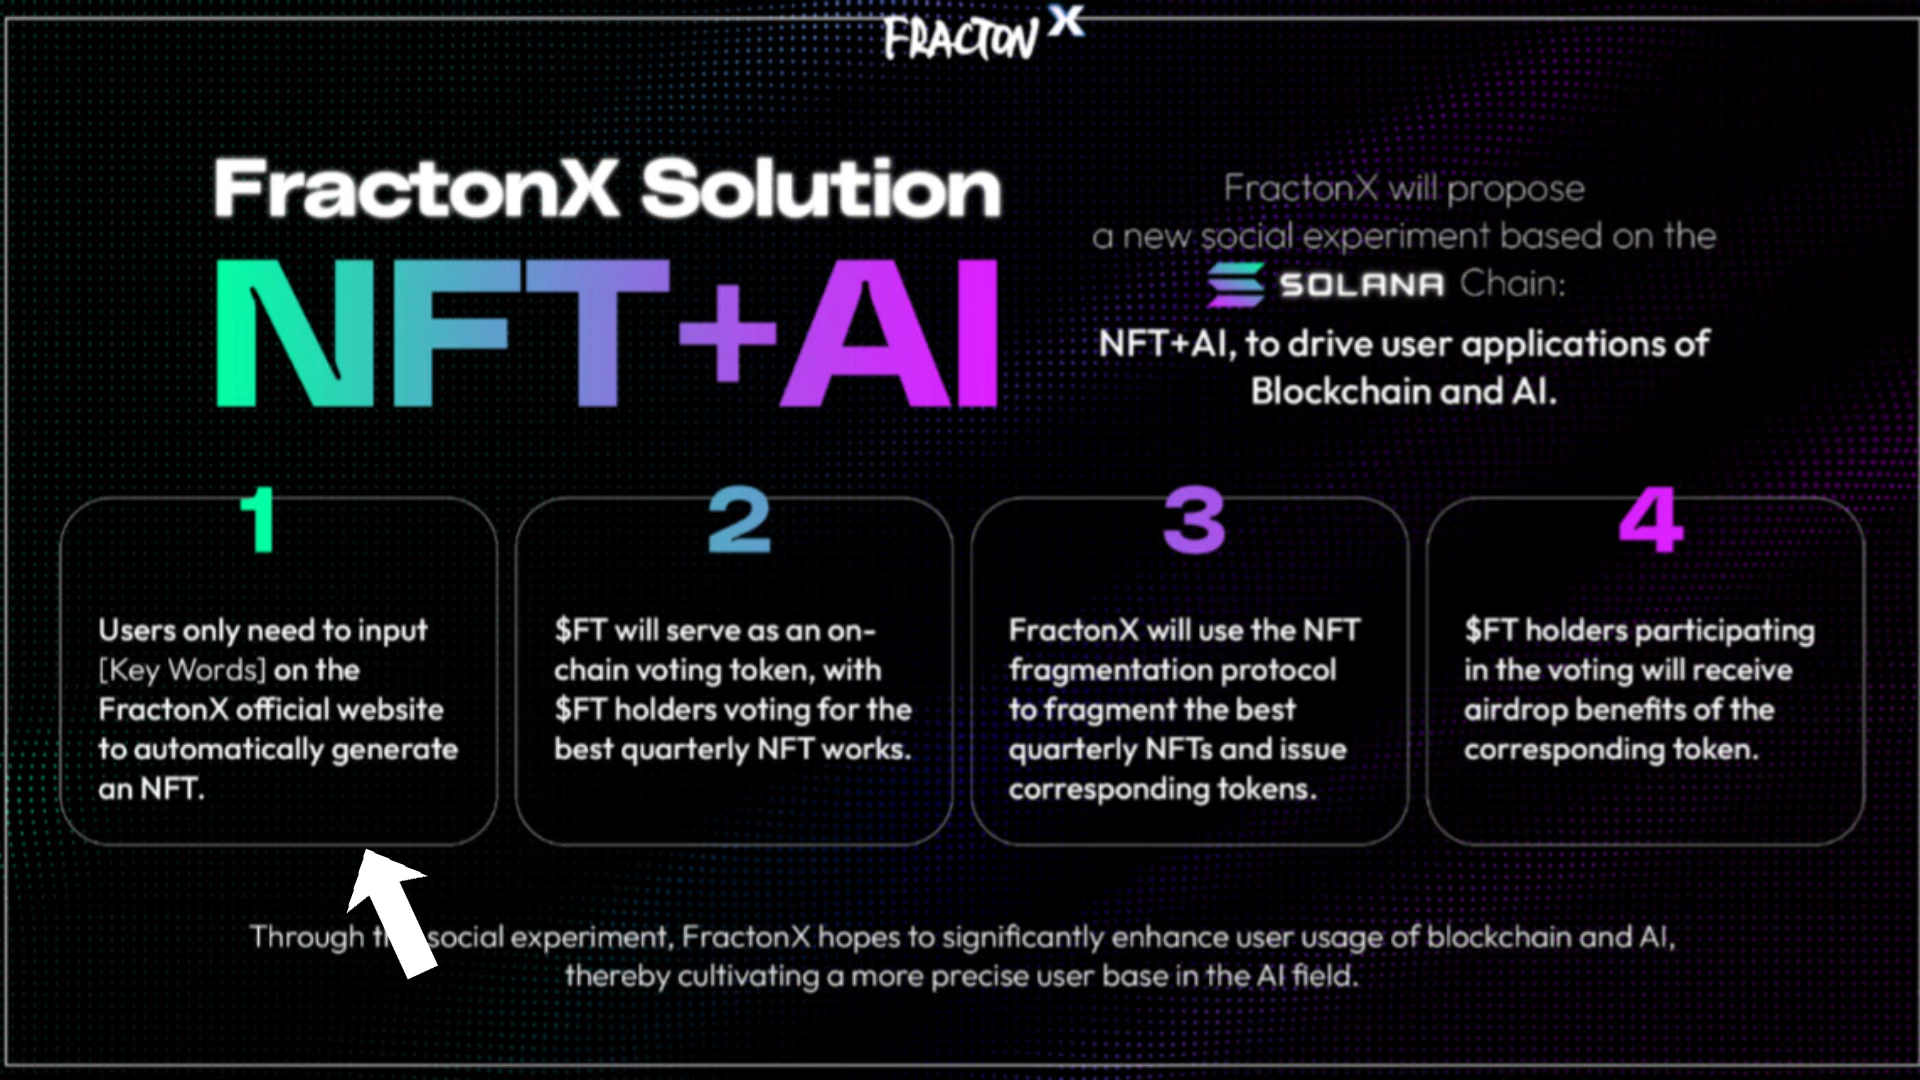 FRACTON X
FractonX Solution
NFT+AI
FractonX will propose
a new social experiment based on the
SOLANA Chain:
NFT+AI, to drive user applications of
Blockchain and AI.
1
Users only need to input
[Key Words] on the
FractonX official website
to automatically generate
an NFT.
2
$FT will serve as an on-
chain voting token, with
$FT holders voting for the
best quarterly NFT works.
3
FractonX will use the NFT
fragmentation protocol
to fragment the best
quarterly NFTs and issue
corresponding tokens.
4
$FT holders participating
in the voting will receive
airdrop benefits of the
corresponding token.
Through social experiment, FractonX hopes to significantly enhance user usage of blockchain and AI,
thereby cultivating a more precise user base in the AI field.